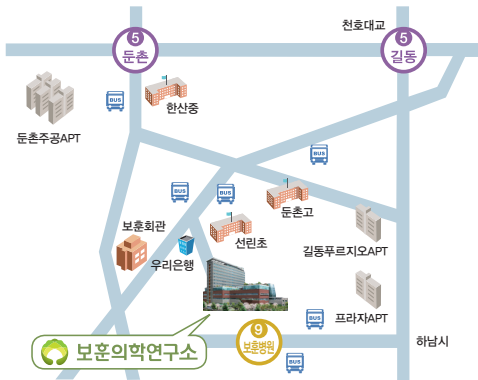 천호대교
5
둔촌
5
길동
BUS
한산중
둔촌주공APT
BUS
BUS
BUS
둔촌고
보훈회관
선린초
우리은행
길동푸르지오APT
BUS
프라자APT
9
보훈병원
하남시
보훈의학연구소
BUS